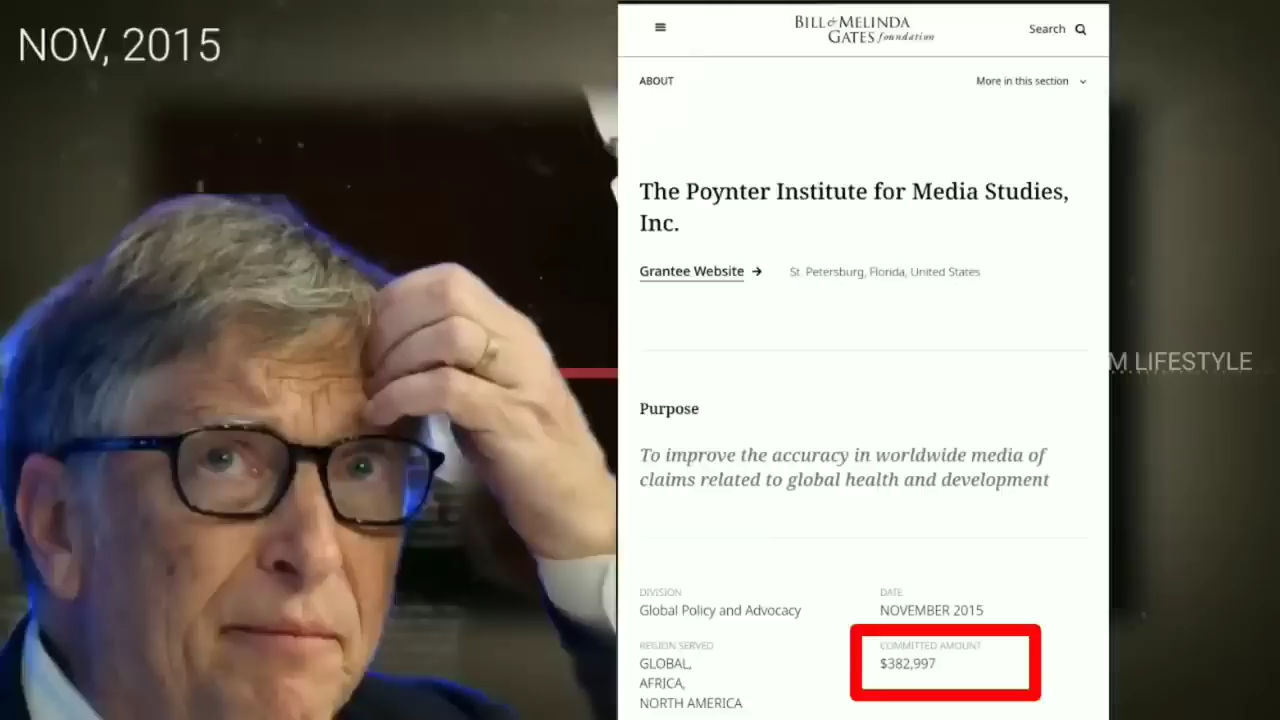 NOV, 2015
BILL & MELINDA
GATES foundation
Search
ABOUT
More in this section
The Poynter Institute for Media Studies,
Inc.
Grantee Website →
St. Petersburg, Florida, United States
M LIFESTYLE
Purpose
To improve the accuracy in worldwide media of
claims related to global health and development
DIVISION
Global Policy and Advocacy
DATE
NOVEMBER 2015
REGION SERVED
GLOBAL,
AFRICA,
NORTH AMERICA
COMMITTED AMOUNT
$382,997